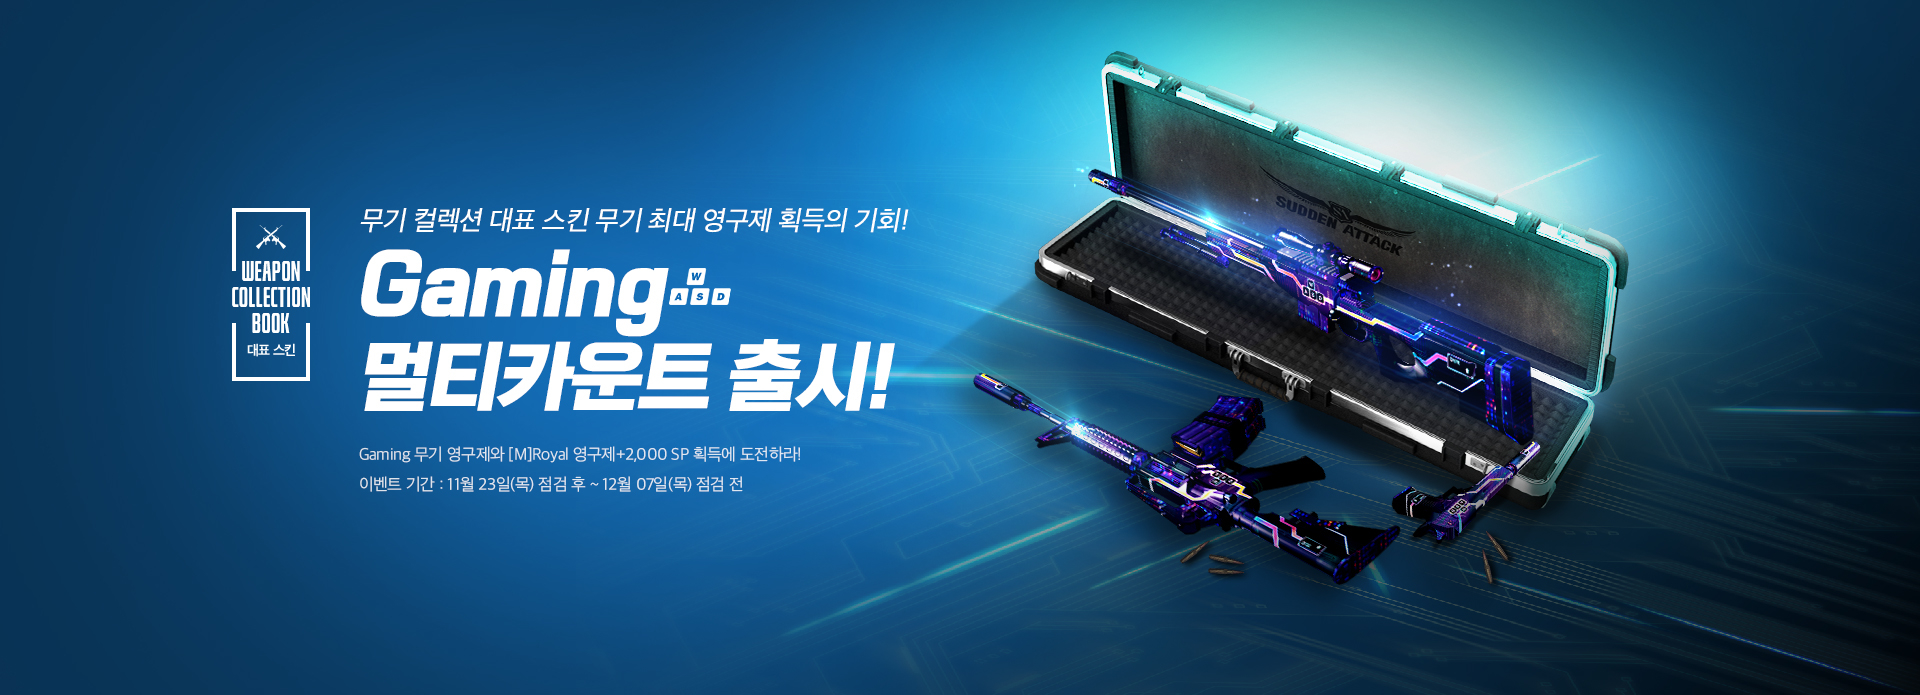 WEAPON
COLLECTION
BOOK
대표 스킨
무기 컬렉션 대표 스킨 무기 최대 영구제 획득의 기회!
Gaming
W
A S D
멀티카운트 출시!
Gaming 무기 영구제와 [M]Royal 영구제+2,000 SP 획득에 도전하라!
이벤트 기간 : 11월 23일(목) 점검 후 ~ 12월 07일(목) 점검 전
SUDDEN ATTACK